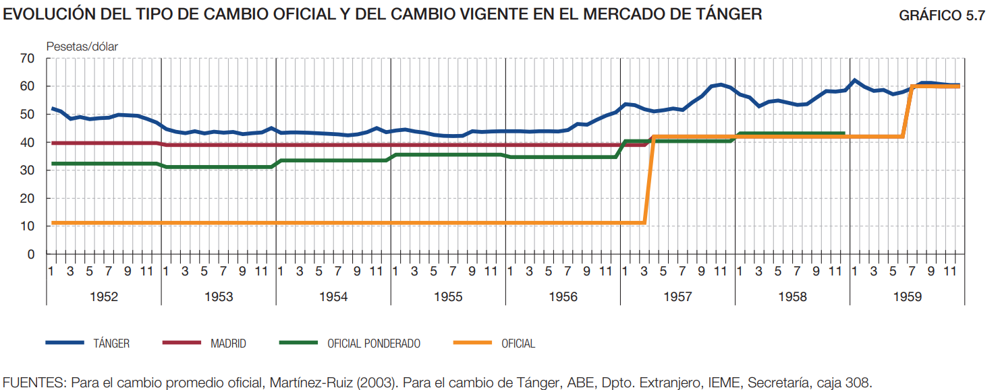 EVOLUCIÓN DEL TIPO DE CAMBIO OFICIAL Y DEL CAMBIO VIGENTE EN EL MERCADO DE TÁNGER GRÁFICO 5.7
Pesetas/dólar
70
60
50
40
30
20
10
0
1 3 5 7 9 11 1 3 5 7 9 11 1 3 5 7 9 11 1 3 5 7 9 11 1 3 5 7 9 11 1 3 5 7 9 11 1 3 5 7 9 11 1 3 5 7 9 11
1952 1953 1954 1955 1956 1957 1958 1959
TÁNGER MADRID OFICIAL PONDERADO OFICIAL
FUENTES: Para el cambio promedio oficial, Martínez-Ruiz (2003). Para el cambio de Tánger, ABE, Dpto. Extranjero, IEME, Secretaría, caja 308.